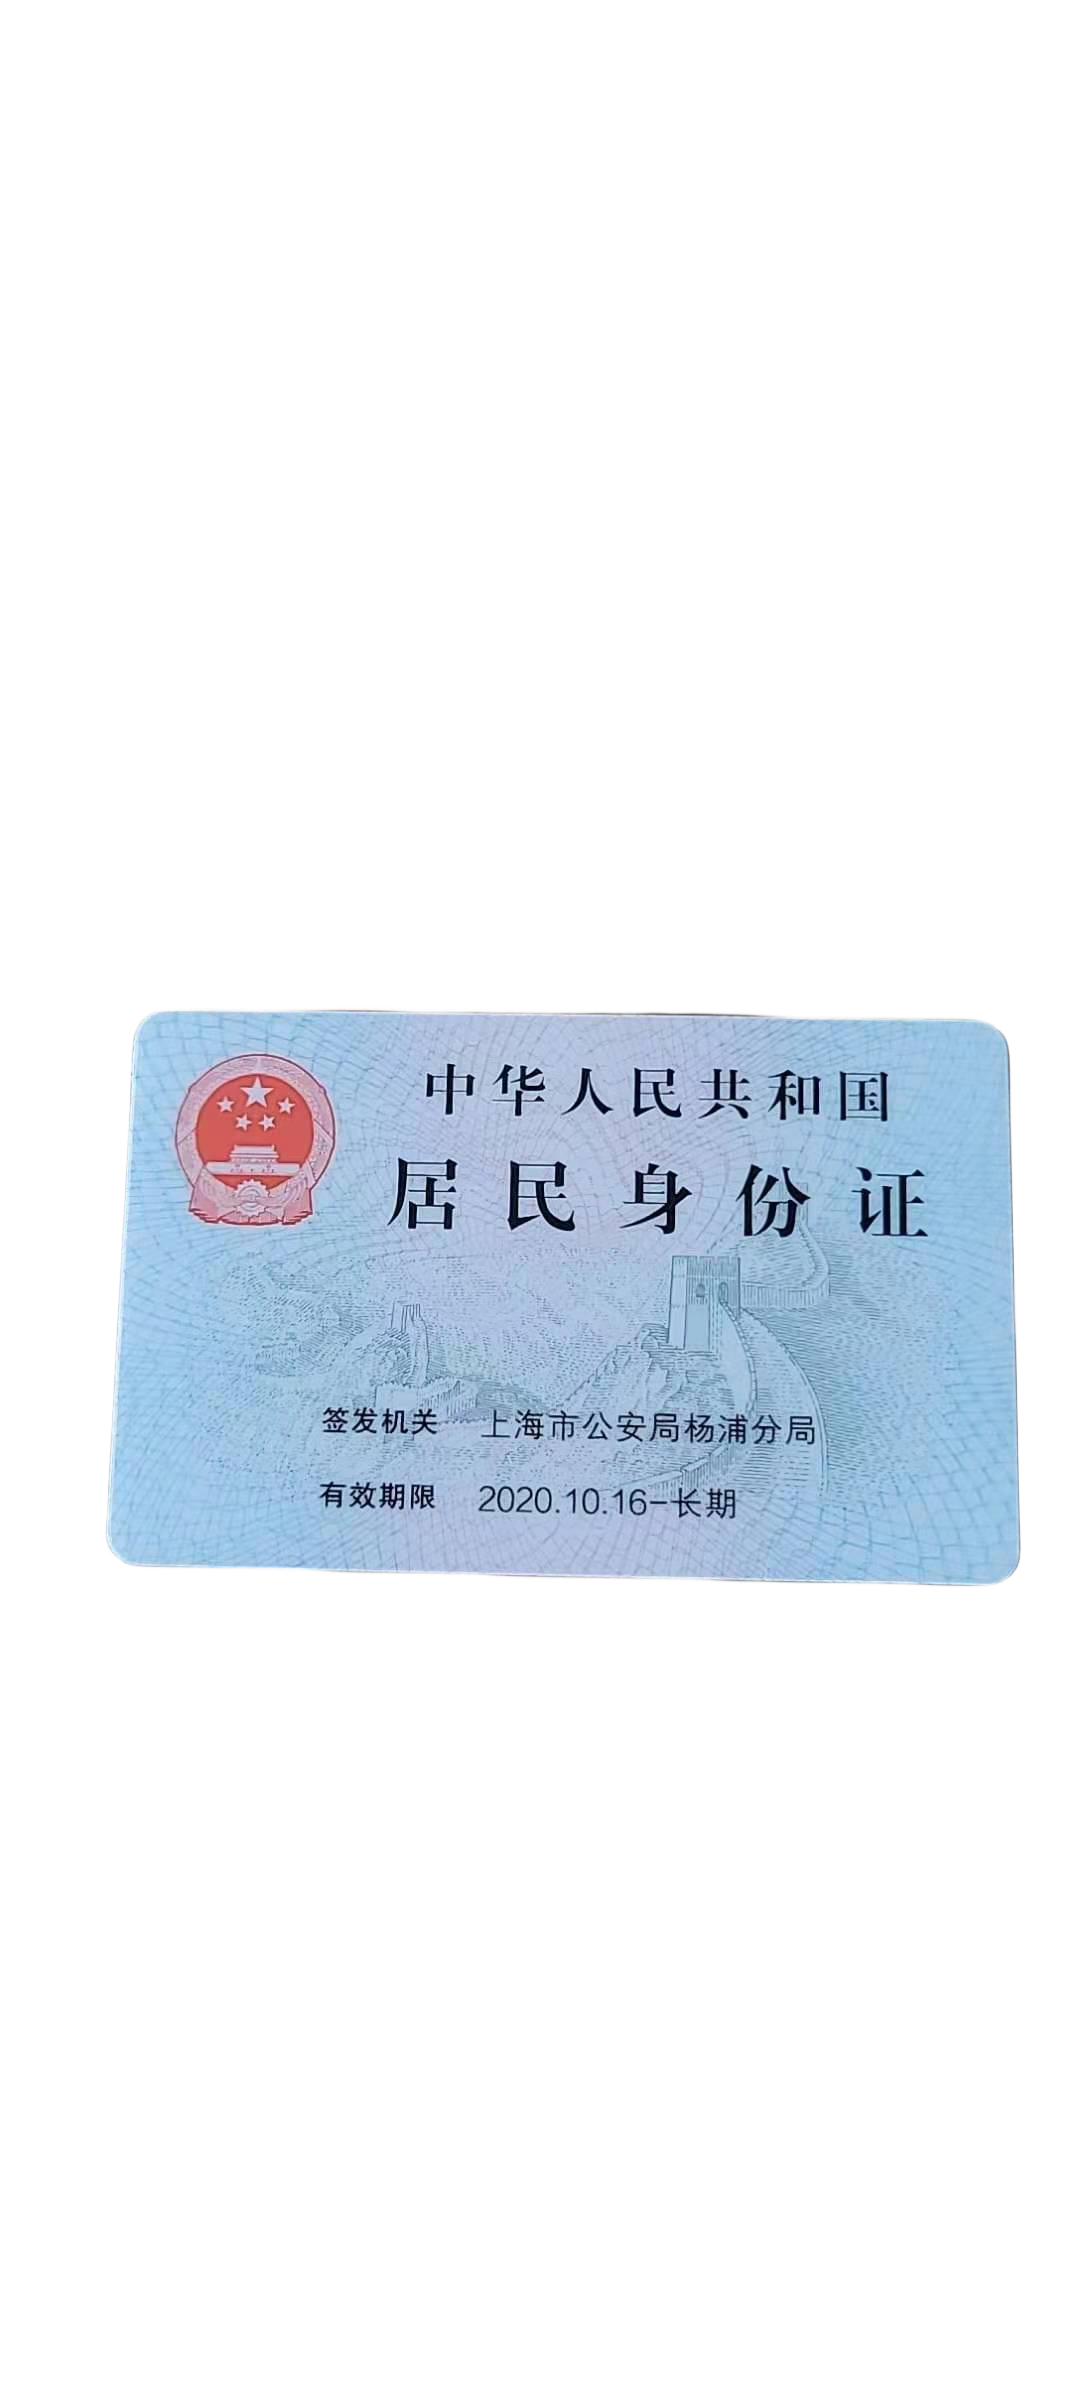 中华人民共和国
居民身份证
签发机关 上海市公安局杨浦分局
有效期限 2020.10.16-长期